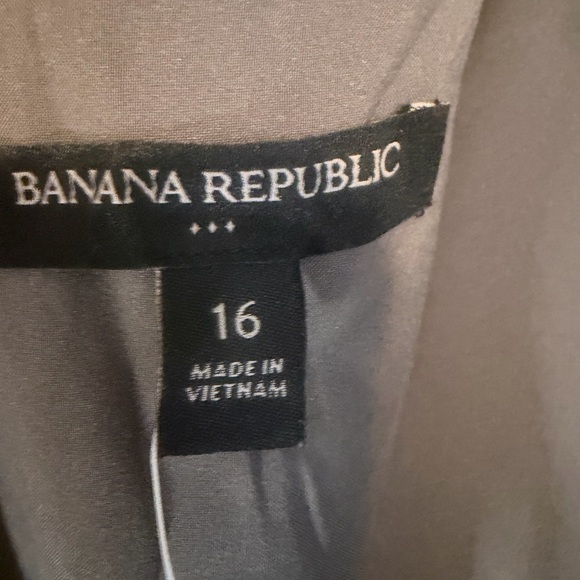 BANANA REPUBLIC
16
MADE IN
VIETNAM